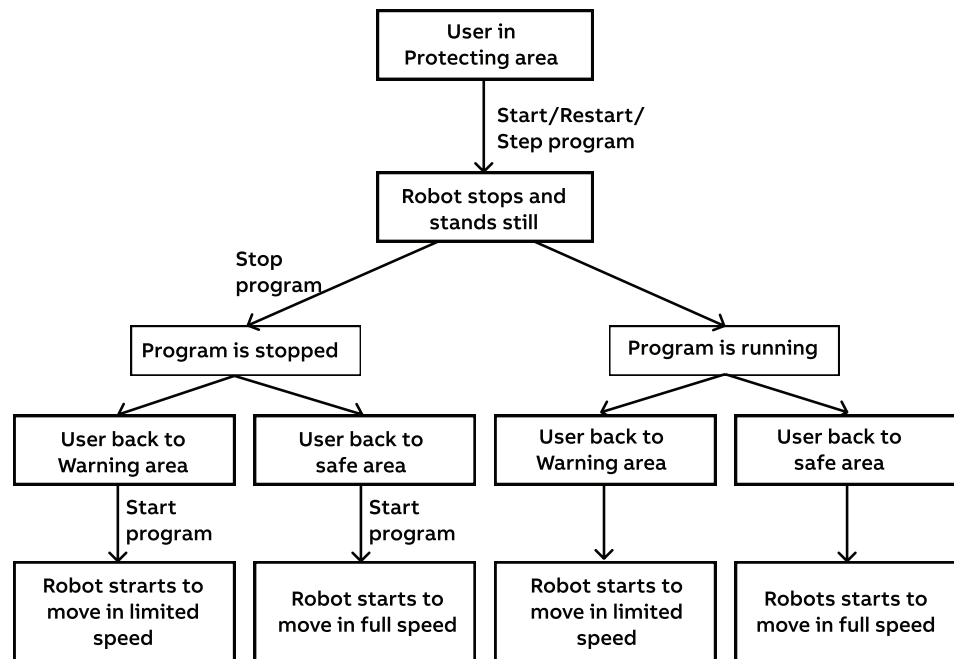 User in
Protecting area
Start/Restart/
Step program
Robot stops and
stands still
Stop
program
Program is stopped
Program is running
User back to
Warning area
User back to
safe area
User back to
Warning area
User back to
safe area
Start
program
Start
program
Robot strarts to
move in limited
speed
Robot starts to
move in full speed
Robot starts to
move in limited
speed
Robots starts to
move in full speed